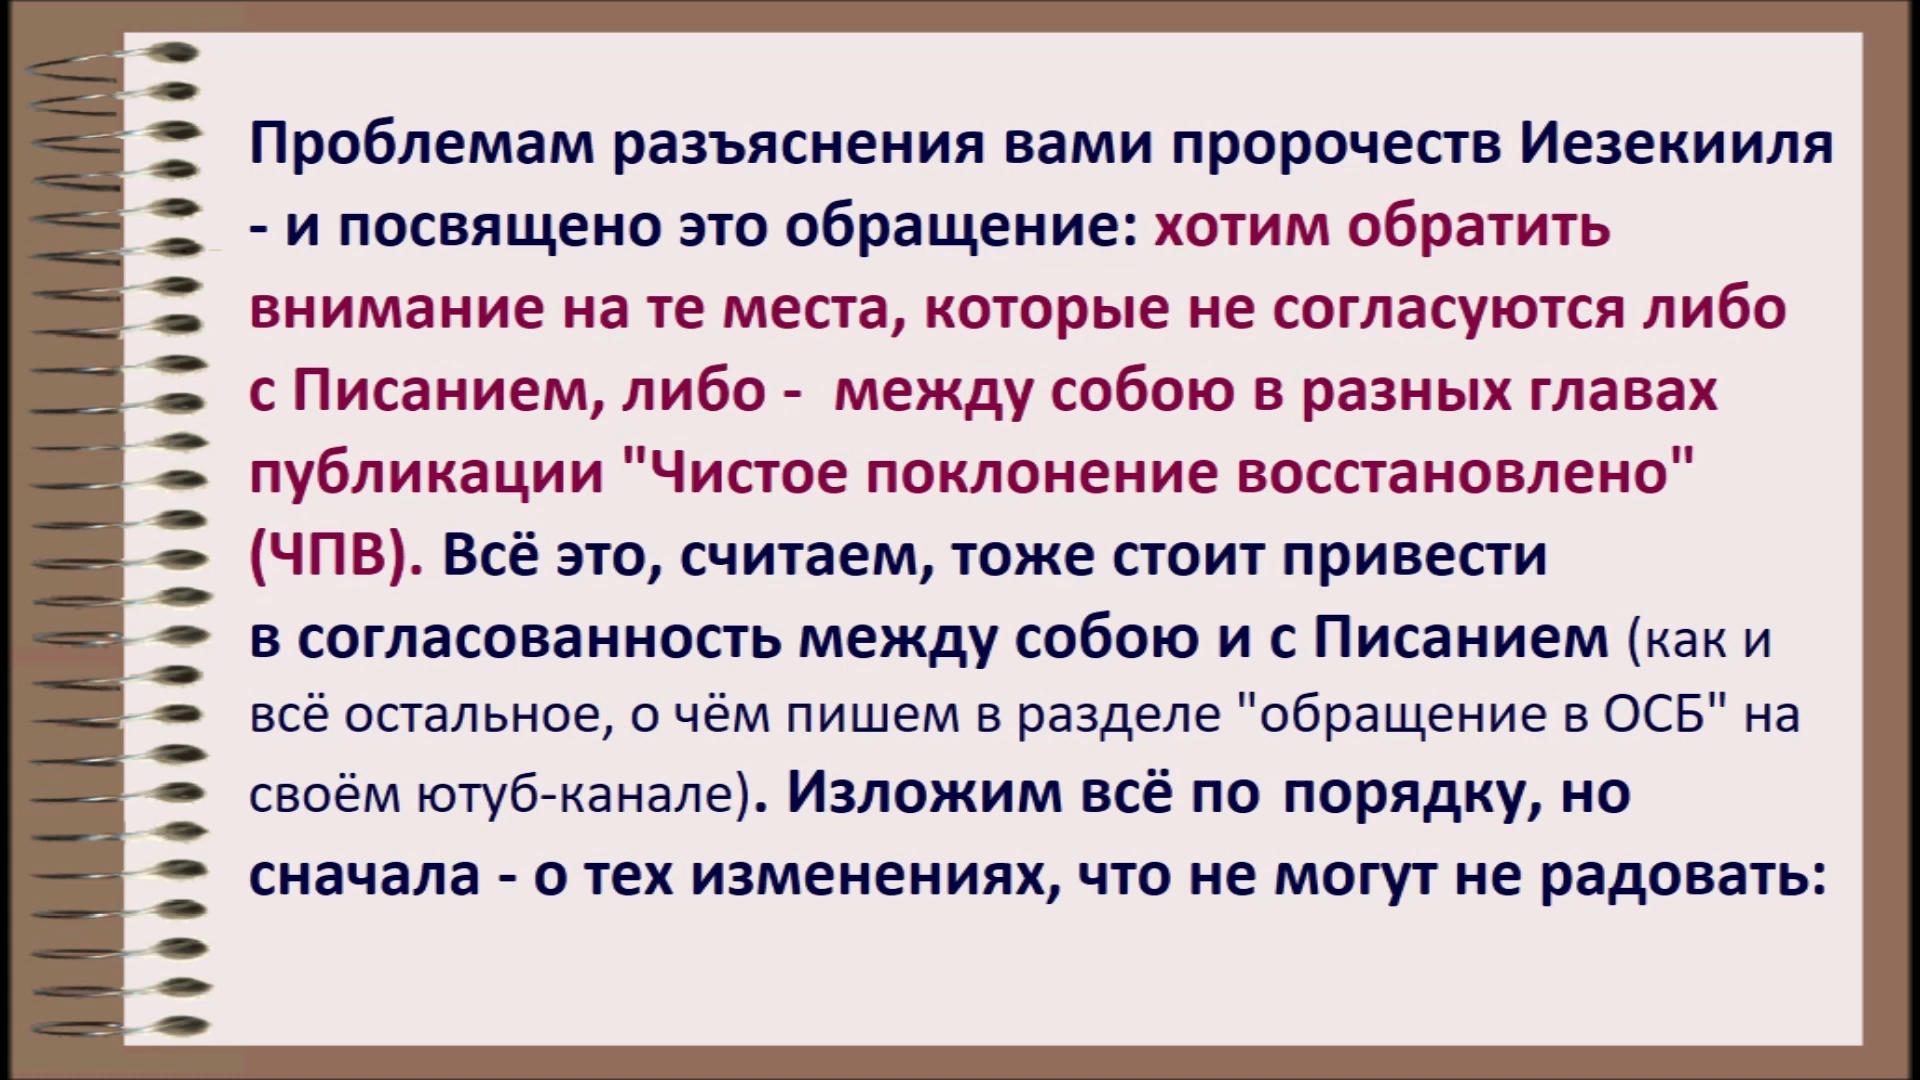 Проблемам разъяснения вами пророчеств Иезекииля
- и посвящено это обращение: хотим обратить
внимание на те места, которые не согласуются либо
с Писанием, либо -  между собою в разных главах
публикации "Чистое поклонение восстановлено"
(ЧПВ). Всё это, считаем, тоже стоит привести
в согласованность между собою и с Писанием (как и
всё остальное, о чём пишем в разделе "обращение в ОСБ" на
своём ютуб-канале). Изложим всё по порядку, но
сначала - о тех изменениях, что не могут не радовать: